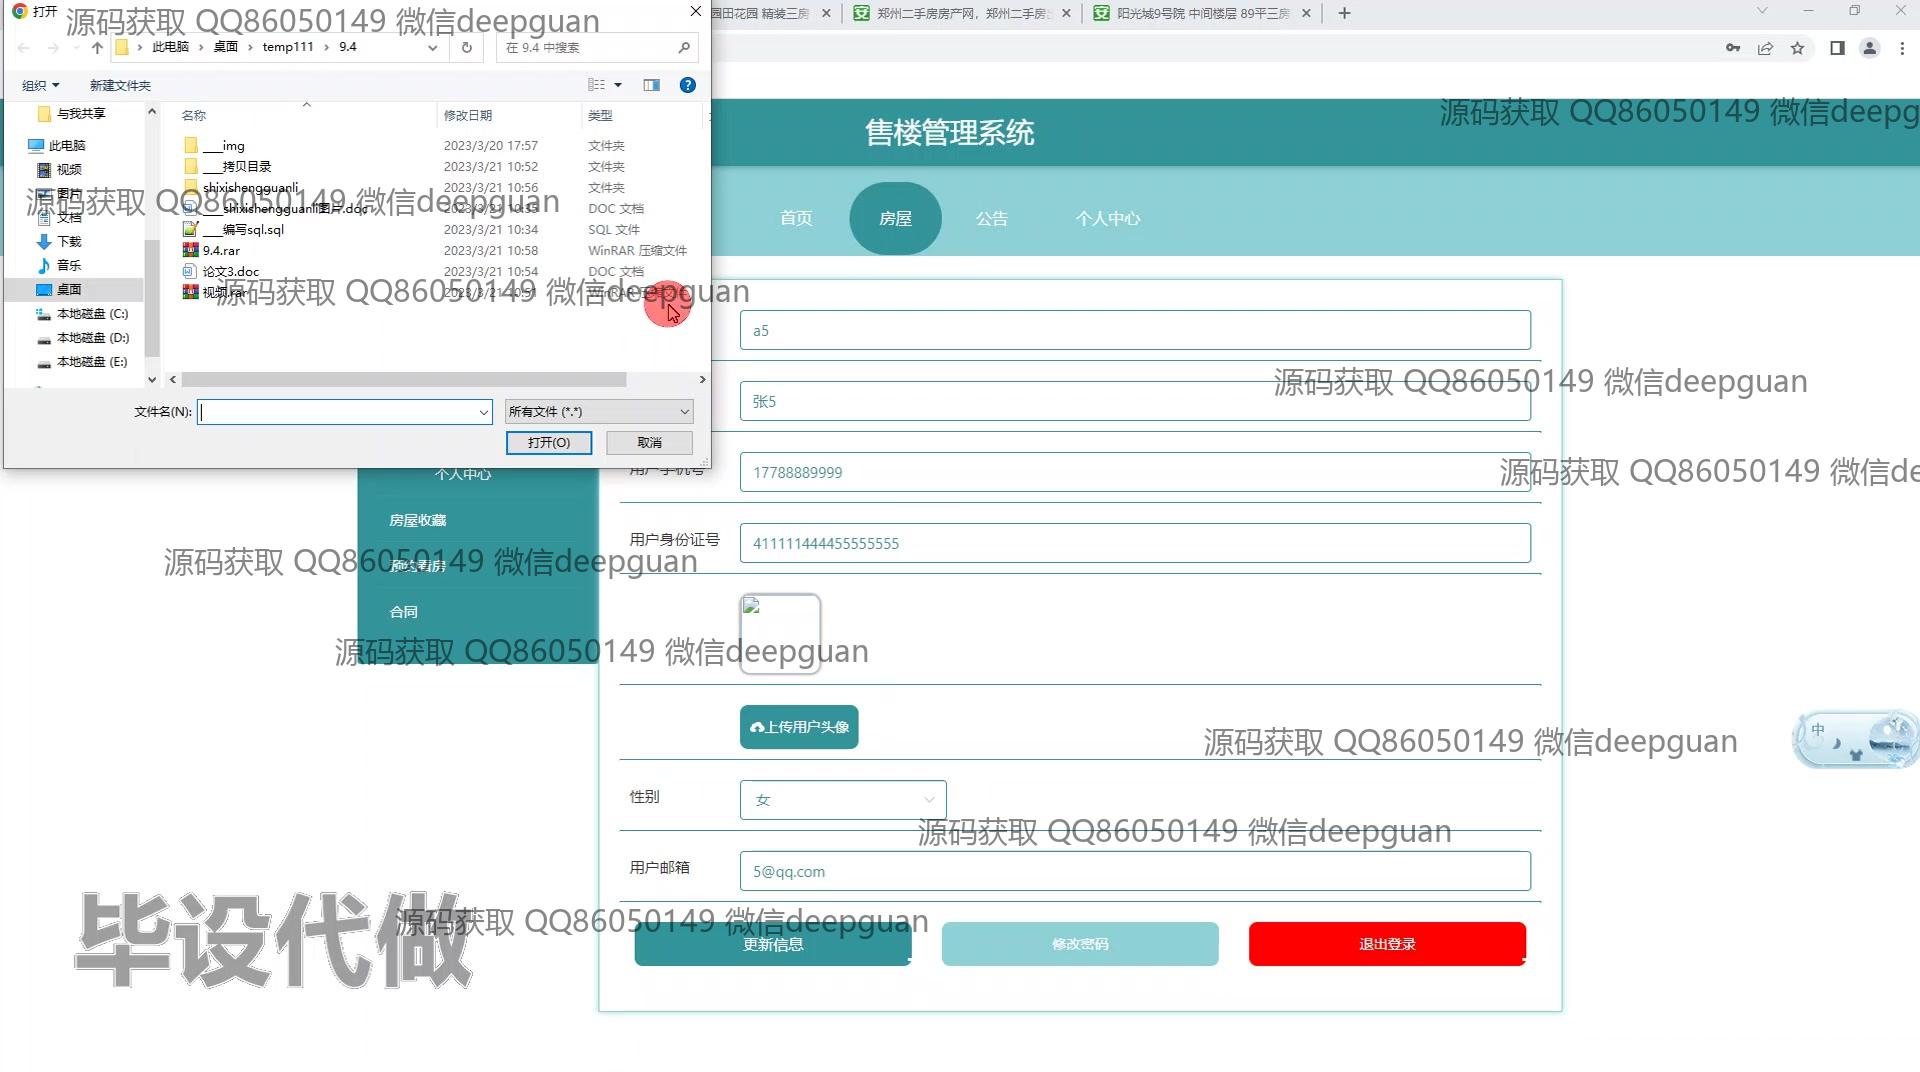 打开
源码获取 QQ86050149 微信deepguan
园田花园 精装三房
郑州二手房房产网，郑州二手房
阳光城9号院 中间楼层 89平三房
此电脑 桌面 temp111 9.4
在 9.4 中搜索
组织 新建文件夹
与我共享
此电脑
视频
图片
文档
下载
音乐
桌面
本地磁盘 (C:)
本地磁盘 (D:)
本地磁盘 (E:)
名称 修改日期 类型
___img 2023/3/20 17:57 文件夹
___拷贝目录 2023/3/21 10:52 文件夹
shixishengguanli 2023/3/21 10:56 文件夹
___shixishengguanli图片.doc 2023/3/21 10:35 DOC 文档
___编写sql.sql 2023/3/21 10:34 SQL 文件
9.4.rar 2023/3/21 10:58 WinRAR 压缩文件
论文3.doc 2023/3/21 10:54 DOC 文档
视频.rar 2023/3/21 10:51 WinRAR 压缩文件
源码获取 QQ86050149 微信deepguan
源码获取 QQ86050149 微信deepguan
文件名(N): 所有文件 (*.*)
打开(O) 取消
源码获取 QQ86050149 微信deepg
售楼管理系统
首页 房屋 公告 个人中心
a5
源码获取 QQ86050149 微信deepguan
张5
用户手机号 17788889999
源码获取 QQ86050149 微信de
个人中心
房屋收藏
预约看房
合同
用户身份证号 411111444455555555
源码获取 QQ86050149 微信deepguan
源码获取 QQ86050149 微信deepguan
上传用户头像
源码获取 QQ86050149 微信deepguan
中
性别 女
源码获取 QQ86050149 微信deepguan
用户邮箱 5@qq.com
源码获取 QQ86050149 微信deepguan
更新信息 修改密码 退出登录
毕设代做